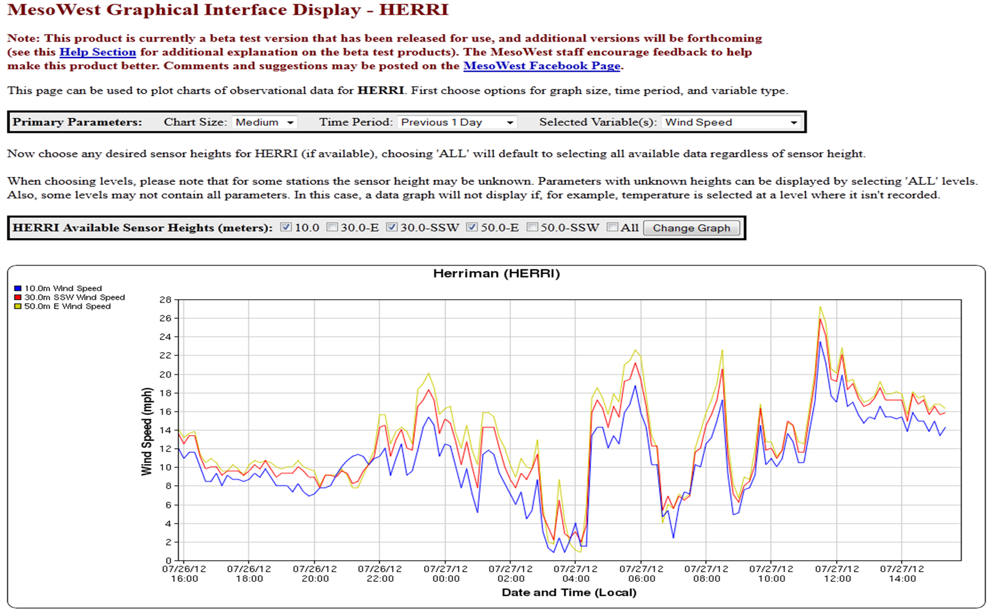 MesoWest Graphical Interface Display - HERRI
Note: This product is currently a beta test version that has been released for use, and additional versions will be forthcoming
(see this Help Section for additional explanation on the beta test products). The MesoWest staff encourage feedback to help
make this product better. Comments and suggestions may be posted on the MesoWest Facebook Page.
This page can be used to plot charts of observational data for HERRI. First choose options for graph size, time period, and variable type.
Primary Parameters: Chart Size: Medium Time Period: Previous 1 Day Selected Variable(s): Wind Speed
Now choose any desired sensor heights for HERRI (if available), choosing 'ALL' will default to selecting all available data regardless of sensor height.
When choosing levels, please note that for some stations the sensor height may be unknown. Parameters with unknown heights can be displayed by selecting 'ALL' levels.
Also, some levels may not contain all parameters. In this case, a data graph will not display if, for example, temperature is selected at a level where it isn't recorded.
HERRI Available Sensor Heights (meters): 10.0 30.0-E 30.0-SSW 50.0-E 50.0-SSW All Change Graph
Herriman (HERRI)
10.0m Wind Speed
30.0m SSW Wind Speed
50.0m E Wind Speed
Wind Speed (mph)
28
26
24
22
20
18
16
14
12
10
8
6
4
2
0
07/26/12 07/26/12 07/26/12 07/26/12 07/27/12 07/27/12 07/27/12 07/27/12 07/27/12 07/27/12 07/27/12 07/27/12
16:00 18:00 20:00 22:00 00:00 02:00 04:00 06:00 08:00 10:00 12:00 14:00
Date and Time (Local)